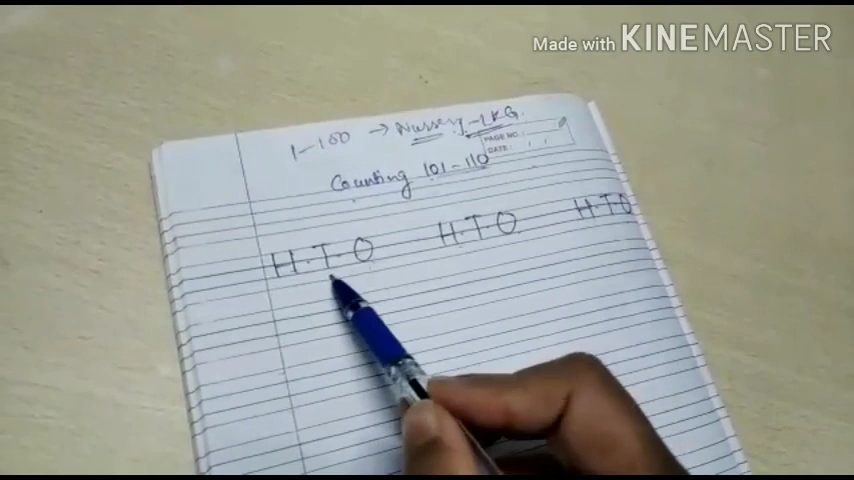 Made with KINEMASTER
1-100 → Nursery-LKG.
PAGE NO.:
DATE:
Counting 101-110
H.T.O H.T.O H.T.O